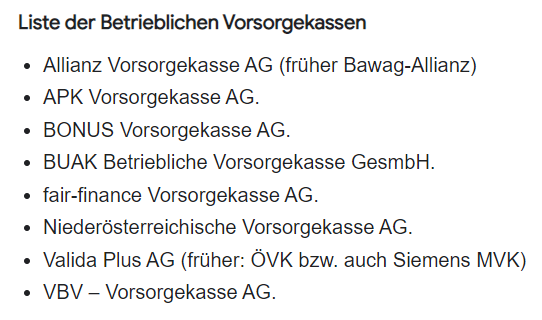 Liste der Betrieblichen Vorsorgekassen
• Allianz Vorsorgekasse AG (früher Bawag-Allianz)
• APK Vorsorgekasse AG.
• BONUS Vorsorgekasse AG.
• BUAK Betriebliche Vorsorgekasse GesmbH.
• fair-finance Vorsorgekasse AG.
• Niederösterreichische Vorsorgekasse AG.
• Valida Plus AG (früher: ÖVK bzw. auch Siemens MVK)
• VBV – Vorsorgekasse AG.